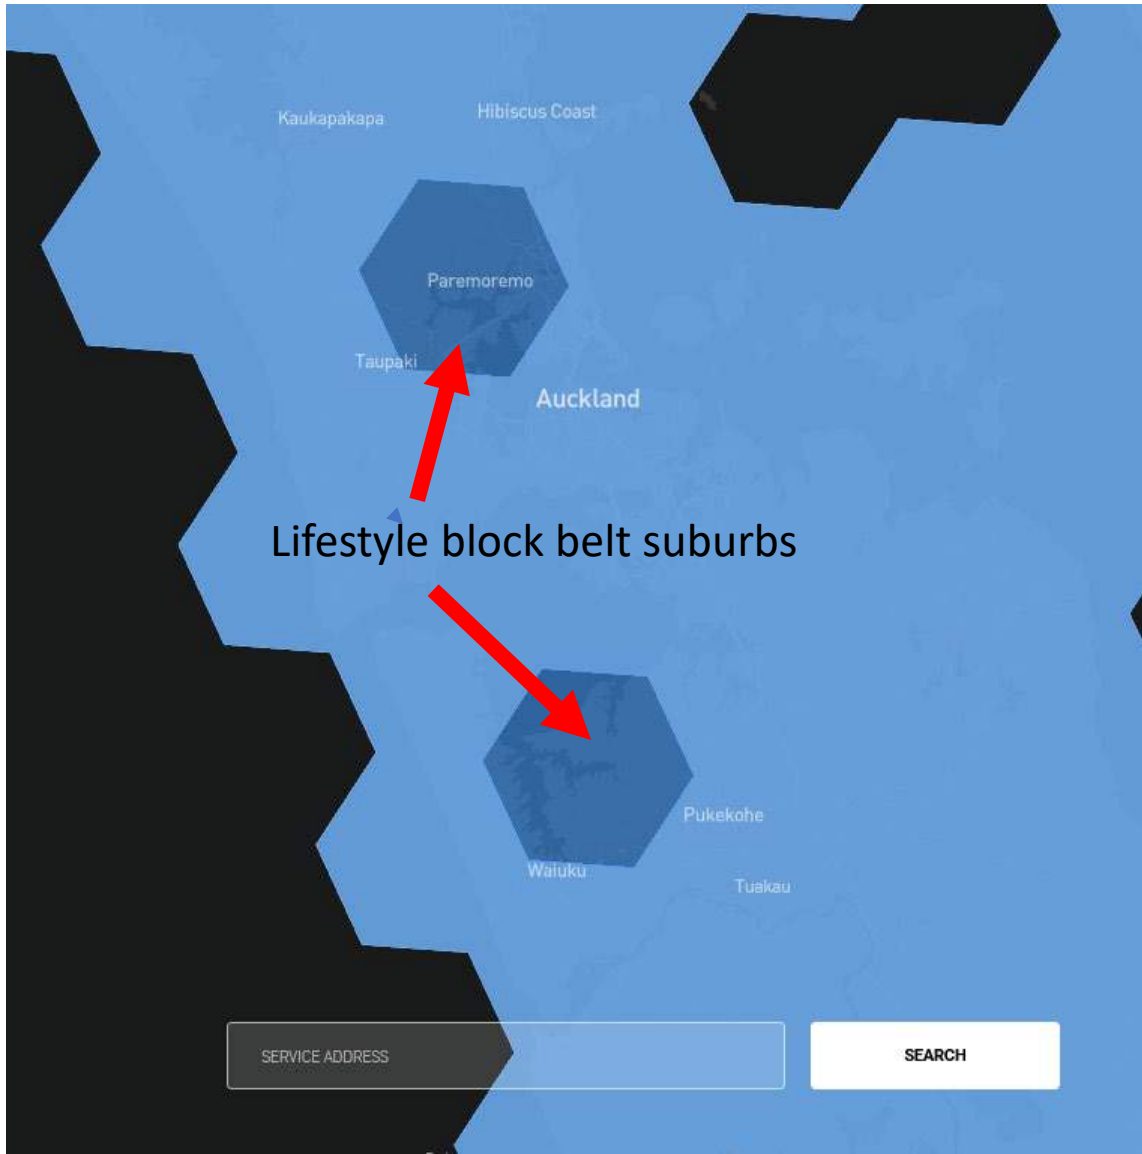 Kaukapakapa
Hibiscus Coast
Paremoremo
Taupaki
Auckland
Lifestyle block belt suburbs
Pukekohe
Waiuku
Tuakau
SERVICE ADDRESS
SEARCH